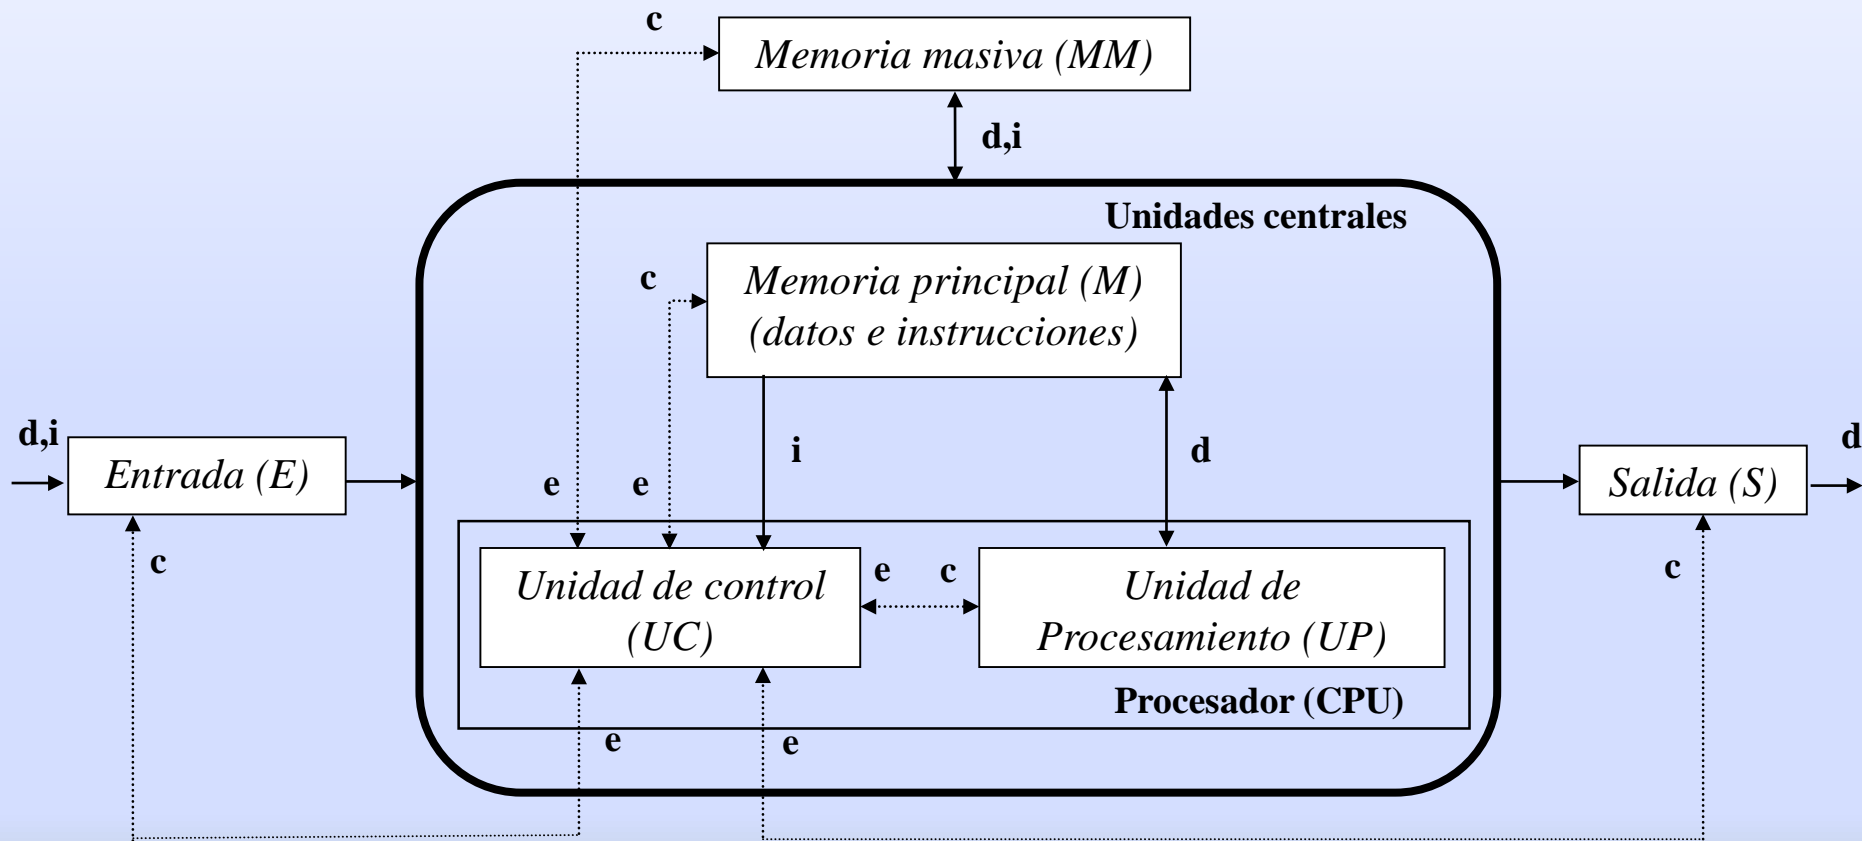 c
Memoria masiva (MM)
d,i
Unidades centrales
c
Memoria principal (M)
(datos e instrucciones)
d,i
Entrada (E)
e
e
i
d
d
Salida (S)
c
Unidad de control
(UC)
e
c
Unidad de
Procesamiento (UP)
c
Procesador (CPU)
e
e